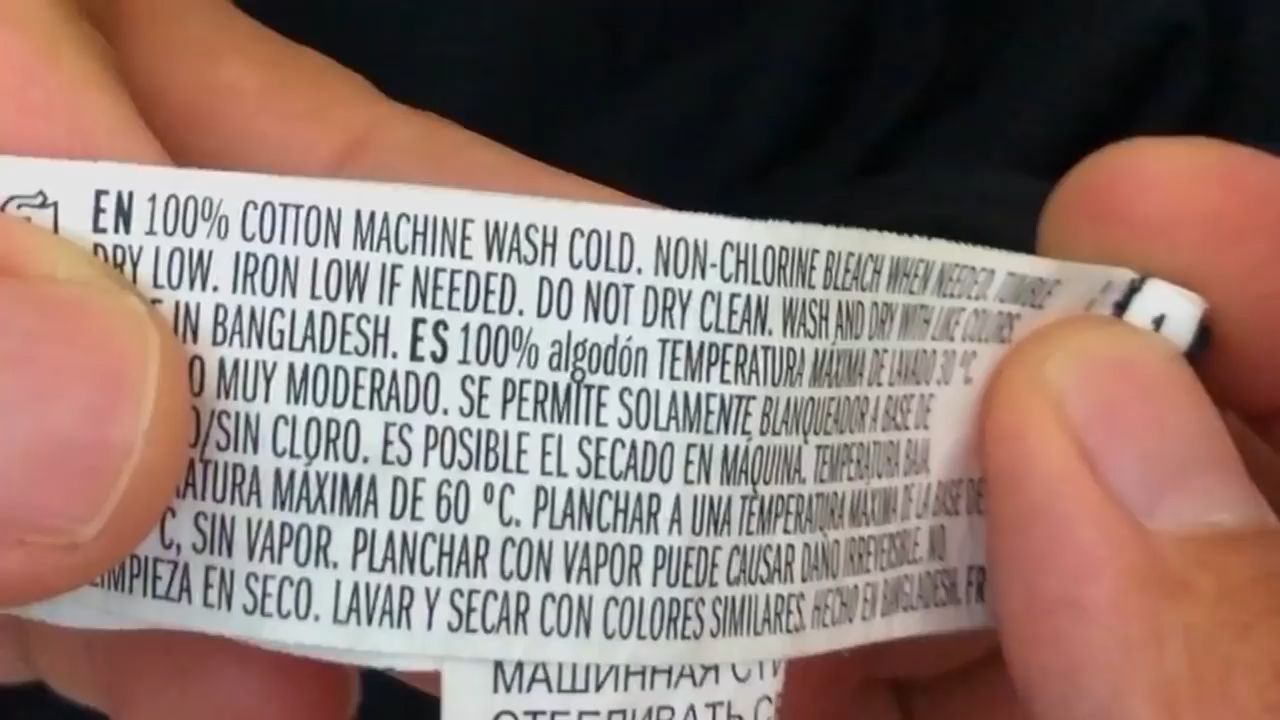 EN 100% COTTON MACHINE WASH COLD. NON-CHLORINE BLEACH WHEN NEEDED. TUMBLE
DRY LOW. IRON LOW IF NEEDED. DO NOT DRY CLEAN. WASH AND DRY WITH LIKE COLORS.
IN BANGLADESH. ES 100% algodón TEMPERATURA MÁXIMA DE LAVADO 30 °C
MUY MODERADO. SE PERMITE SOLAMENTE BLANQUEADOR A BASE DE
/SIN CLORO. ES POSIBLE EL SECADO EN MÁQUINA. TEMPERATURA BAJA,
MÁXIMA DE 60 °C. PLANCHAR A UNA TEMPERATURA MÁXIMA DE LA BASE DE
C, SIN VAPOR. PLANCHAR CON VAPOR PUEDE CAUSAR DAÑO IRREVERSIBLE. NO
LIMPIEZA EN SECO. LAVAR Y SECAR CON COLORES SIMILARES. HECHO EN BANGLADESH. FR
1
МАШИННАЯ
ОТБЕЛИВАТЬ